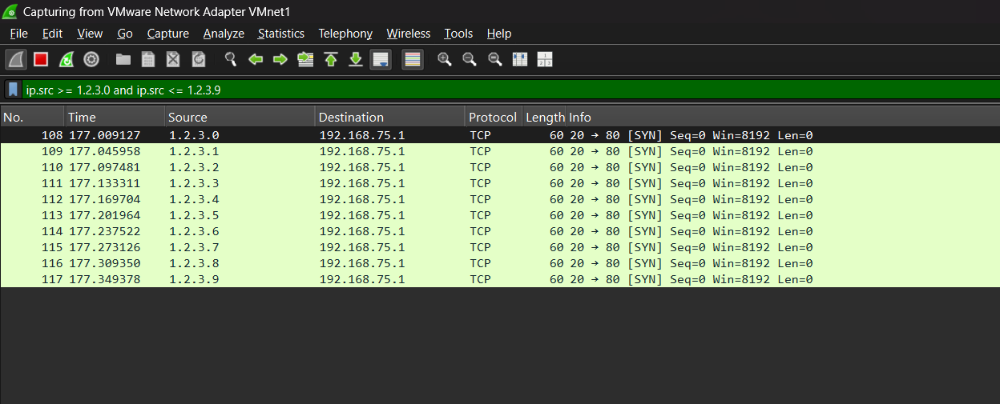 Capturing from VMware Network Adapter VMnet1
File Edit View Go Capture Analyze Statistics Telephony Wireless Tools Help
ip.src >= 1.2.3.0 and ip.src <= 1.2.3.9
No. Time Source Destination Protocol Length Info
108 177.009127 1.2.3.0 192.168.75.1 TCP 60 20 → 80 [SYN] Seq=0 Win=8192 Len=0
109 177.045958 1.2.3.1 192.168.75.1 TCP 60 20 → 80 [SYN] Seq=0 Win=8192 Len=0
110 177.097481 1.2.3.2 192.168.75.1 TCP 60 20 → 80 [SYN] Seq=0 Win=8192 Len=0
111 177.133311 1.2.3.3 192.168.75.1 TCP 60 20 → 80 [SYN] Seq=0 Win=8192 Len=0
112 177.169704 1.2.3.4 192.168.75.1 TCP 60 20 → 80 [SYN] Seq=0 Win=8192 Len=0
113 177.201964 1.2.3.5 192.168.75.1 TCP 60 20 → 80 [SYN] Seq=0 Win=8192 Len=0
114 177.237522 1.2.3.6 192.168.75.1 TCP 60 20 → 80 [SYN] Seq=0 Win=8192 Len=0
115 177.273126 1.2.3.7 192.168.75.1 TCP 60 20 → 80 [SYN] Seq=0 Win=8192 Len=0
116 177.309350 1.2.3.8 192.168.75.1 TCP 60 20 → 80 [SYN] Seq=0 Win=8192 Len=0
117 177.349378 1.2.3.9 192.168.75.1 TCP 60 20 → 80 [SYN] Seq=0 Win=8192 Len=0